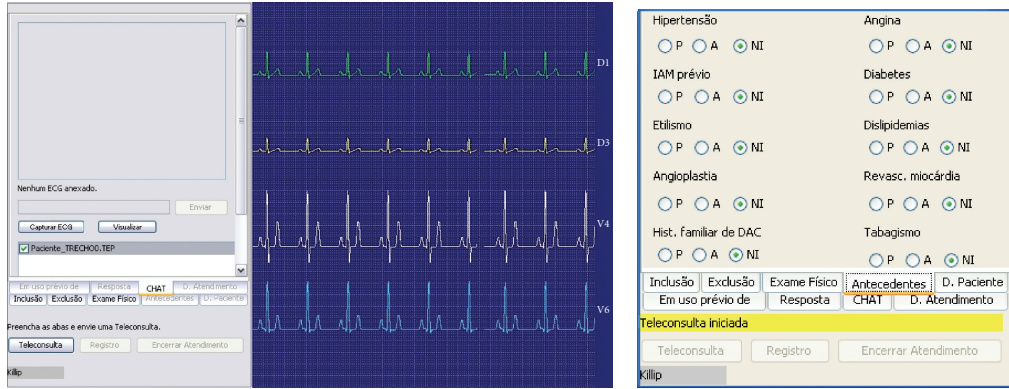 Nenhum ECG anexado.
Enviar
Capturar ECG Visualizar
Paciente_TRECHO0.TEP
Em uso prévio de Resposta CHAT D. Atendimento
Inclusão Exclusão Exame Físico Antecedentes D. Paciente
Preencha as abas e envie uma Teleconsulta.
Teleconsulta Registro Encerrar Atendimento
Killip
D1
D3
V4
V6
Hipertensão Angina
P A NI P A NI
IAM prévio Diabetes
P A NI P A NI
Etilismo Dislipidemias
P A NI P A NI
Angioplastia Revasc. miocárdia
P A NI P A NI
Hist. familiar de DAC Tabagismo
P A NI P A NI
Inclusão Exclusão Exame Físico Antecedentes D. Paciente
Em uso prévio de Resposta CHAT D. Atendimento
Teleconsulta iniciada
Teleconsulta Registro Encerrar Atendimento
Killip